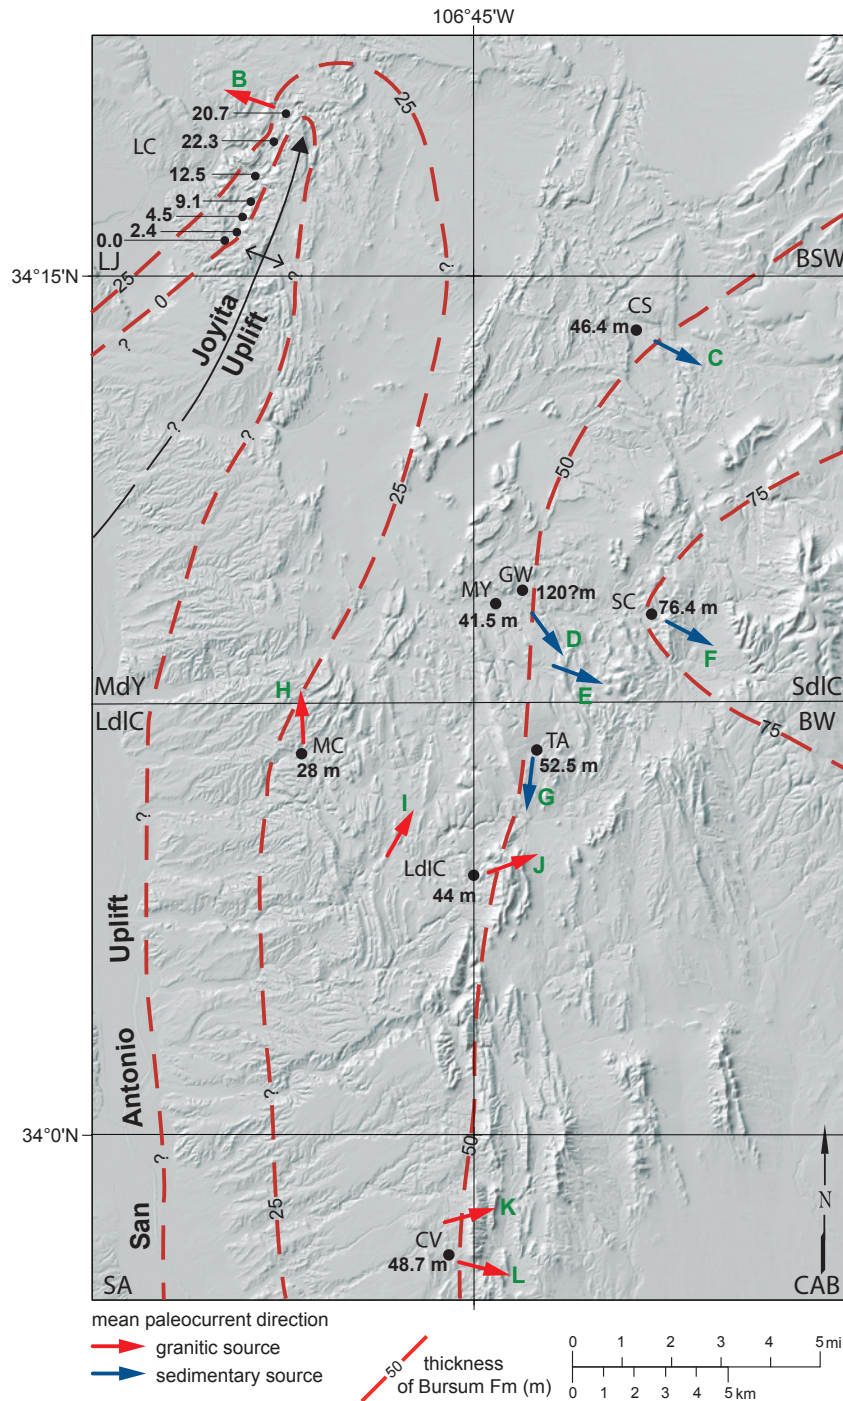 106°45'W
B
25
20.7
LC
22.3
12.5
9.1
4.5
2.4
0.0
LJ
25
0
?
?
?
34°15'
BSW
CS
46.4 m
C
Joyita
Uplift
?
?
25
50
75
GW
MY
120?m
41.5 m
SC
76.4 m
D
E
F
H
MdY
SdlC
LdlC
BW
75
MC
28 m
TA
52.5 m
G
?
I
J
LdlC
44 m
Uplift
Antonio
San
?
34°0'N
?
50
25
K
CV
48.7 m
L
N
SA
CAB
mean paleocurrent direction
granitic source
sedimentary source
50
thickness
of Bursum Fm (m)
0 1 2 3 4 5 mi
0 1 2 3 4 5 km